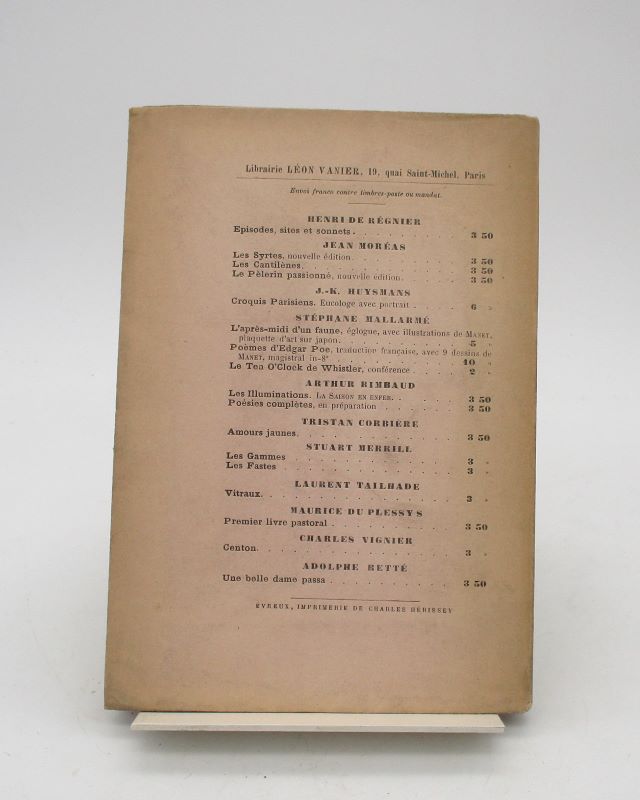 Librairie LÉON VANIER, 19, quai Saint-Michel, Paris
Envoi franco contre timbres-poste ou mandat.
HENRI DE RÉGNIER
Episodes, sites et sonnets . . . . . . . . . . 3 50
JEAN MORÉAS
Les Syrtes, nouvelle édition. . . . . . . . . . 3 50
Les Cantilènes. . . . . . . . . . . . . 3 50
Le Pèlerin passionné, nouvelle édition. . . . . . . 3 50
J.-K. HUYSMANS
Croquis Parisiens. Eucologe avec portrait . . . . . . 6 »
STÉPHANE MALLARMÉ
L'après-midi d'un faune, églogue, avec illustrations de MANET,
plaquette d'art sur japon. . . . . . . . . . 5 »
Poèmes d'Edgar Poe, traduction française, avec 9 dessins de
MANET, magistral in-8° . . . . . . . . . . 10 »
Le Ten O'Clock de Whistler, conférence . . . . . . 2 »
ARTHUR RIMBAUD
Les Illuminations. LA SAISON EN ENFER. . . . . . . 3 50
Poésies complètes, en préparation . . . . . . . 3 50
TRISTAN CORBIÈRE
Amours jaunes. . . . . . . . . . . . . 3 50
STUART MERRILL
Les Gammes . . . . . . . . . . . . . 3 »
Les Fastes . . . . . . . . . . . . . 3 »
LAURENT TAILHADE
Vitraux. . . . . . . . . . . . . . . 3 »
MAURICE DU PLESSYS
Premier livre pastoral . . . . . . . . . . . 3 50
CHARLES VIGNIER
Centon. . . . . . . . . . . . . . . 3 »
ADOLPHE RETTÉ
Une belle dame passa . . . . . . . . . . . 3 50
ÉVREUX, IMPRIMERIE DE CHARLES HÉRISSEY